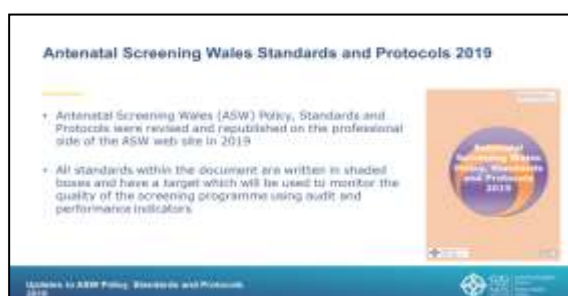 Antenatal Screening Wales Standards and Protocols 2019
• Antenatal Screening Wales (ASW) Policy, Standards and
Protocols were revised and republished on the professional
side of the ASW web site in 2019
• All standards within the document are written in shaded
boxes and have a target which will be used to monitor the
quality of the screening programme using audit and
performance indicators
Antenatal
Screening Wales
Policy, Standards
and Protocols
2019
Updates to ASW Policy, Standards and Protocols
2019